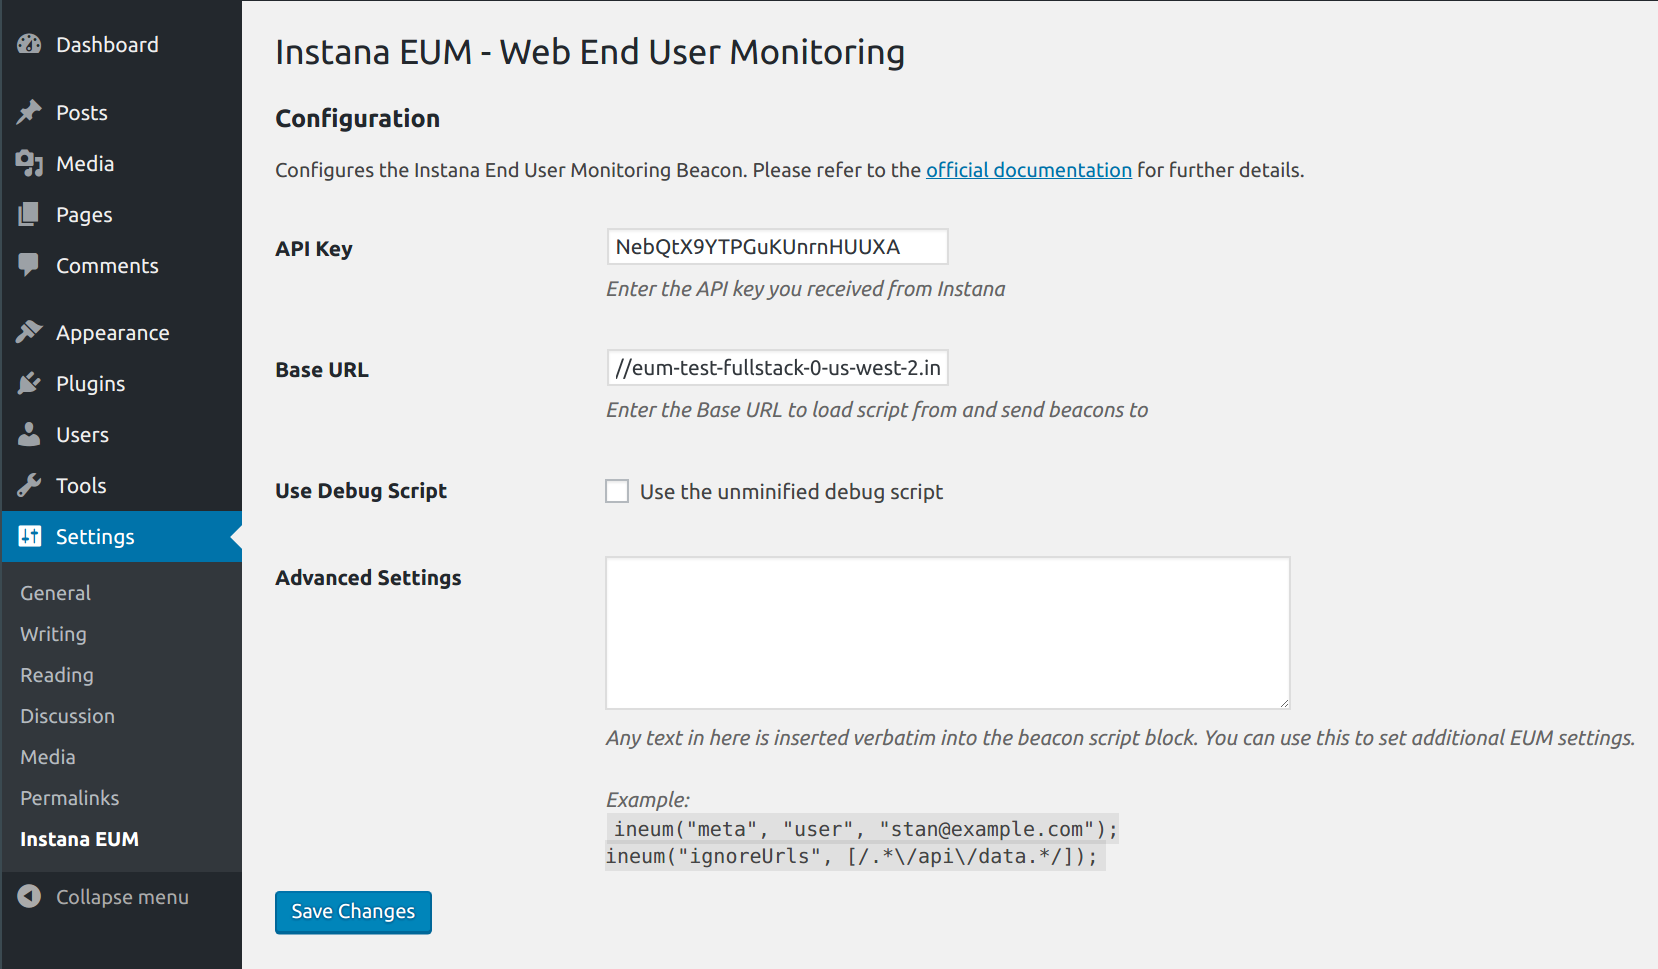 Dashboard
Posts
Media
Pages
Comments
Appearance
Plugins
Users
Tools
Settings
General
Writing
Reading
Discussion
Media
Permalinks
Instana EUM
Collapse menu
Instana EUM - Web End User Monitoring
Configuration
Configures the Instana End User Monitoring Beacon. Please refer to the official documentation for further details.
API Key
NebQtX9YTPGuKUnrnHUUXA
Enter the API key you received from Instana
Base URL
//eum-test-fullstack-0-us-west-2.in
Enter the Base URL to load script from and send beacons to
Use Debug Script
Use the unminified debug script
Advanced Settings
Any text in here is inserted verbatim into the beacon script block. You can use this to set additional EUM settings.
Example:
ineum("meta", "user", "stan@example.com");
ineum("ignoreUrls", [/.*\/api\/data.*/]);
Save Changes